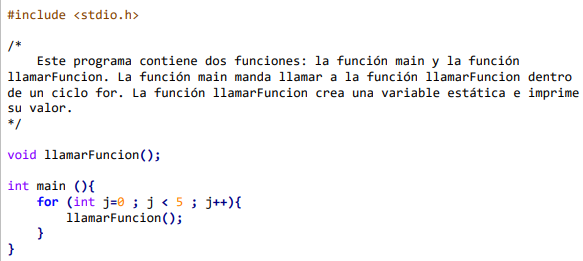 #include <stdio.h>
/*
Este programa contiene dos funciones: la función main y la función
llamarFuncion. La función main manda llamar a la función llamarFuncion dentro
de un ciclo for. La función llamarFuncion crea una variable estática e imprime
su valor.
*/
void llamarFuncion();
int main (){
for (int j=0 ; j < 5 ; j++){
llamarFuncion();
}
}